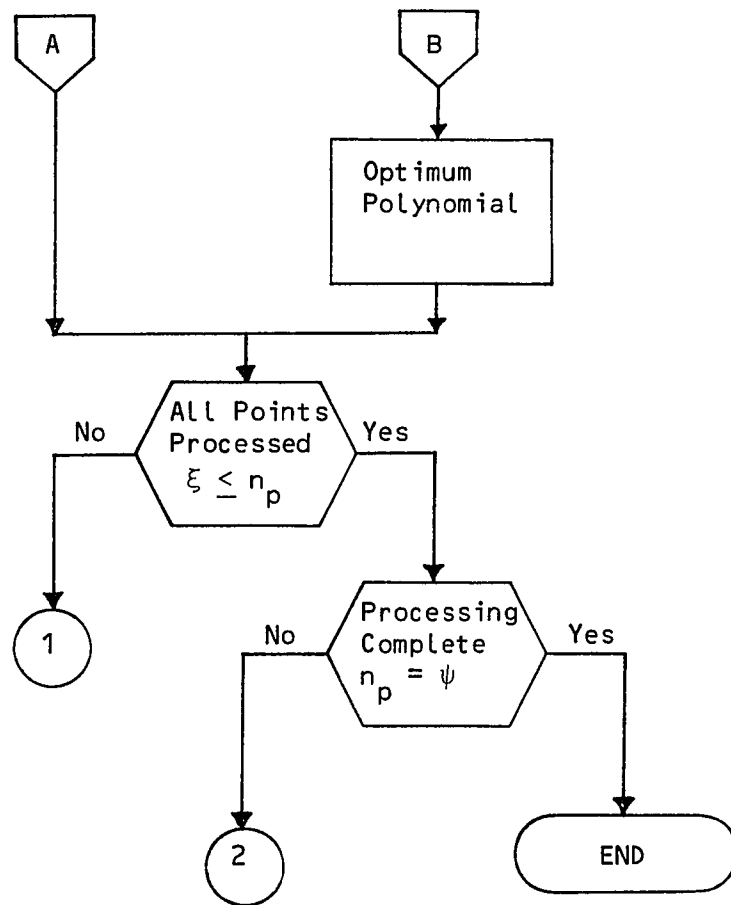 A
B
Optimum
Polynomial
All Points
Processed
ξ ≤ n_p
No
Yes
1
Processing
Complete
n_p = ψ
No
Yes
2
END